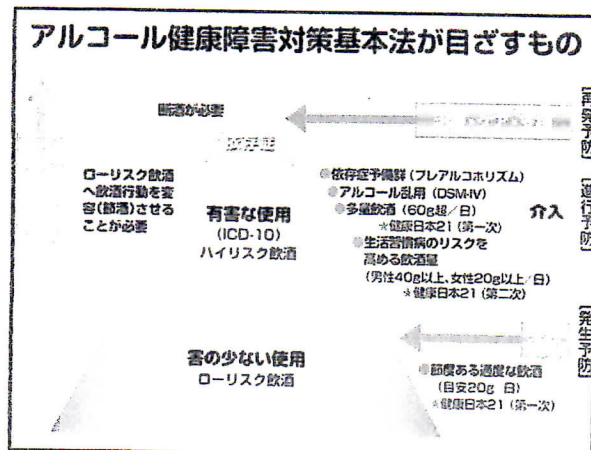 アルコール健康障害対策基本法が目ざすもの
断酒が必要
依存症
[再発予防]
ローリスク飲酒
へ飲酒行動を変
容(節酒)させる
ことが必要
有害な使用
(ICD-10)
ハイリスク飲酒
●依存症予備群(プレアルコホリズム)
●アルコール乱用(DSM-IV)
●多量飲酒(60g超/日)
★健康日本21(第一次)
●生活習慣病のリスクを
高める飲酒量
(男性40g以上、女性20g以上/日)
★健康日本21(第二次)
介入
[進行予防]
害の少ない使用
ローリスク飲酒
●節度ある適度な飲酒
(目安20g 日)
★健康日本21(第一次)
[発生予防]